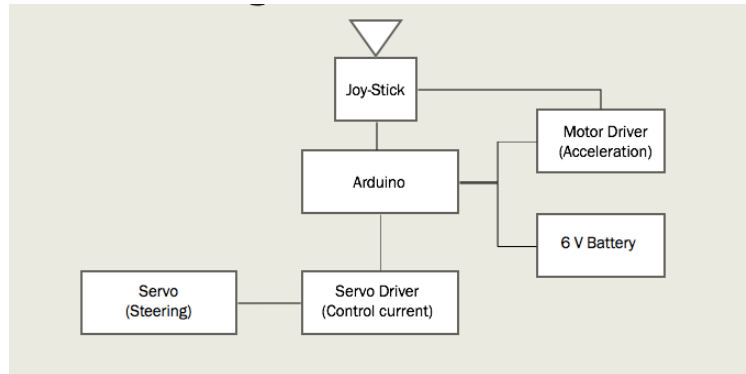 Joy-Stick
Motor Driver
(Acceleration)
Arduino
6 V Battery
Servo
(Steering)
Servo Driver
(Control current)